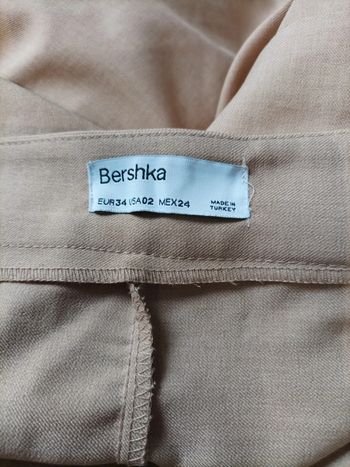 Bershka
EUR34 USA02 MEX24
MADE IN
TURKEY